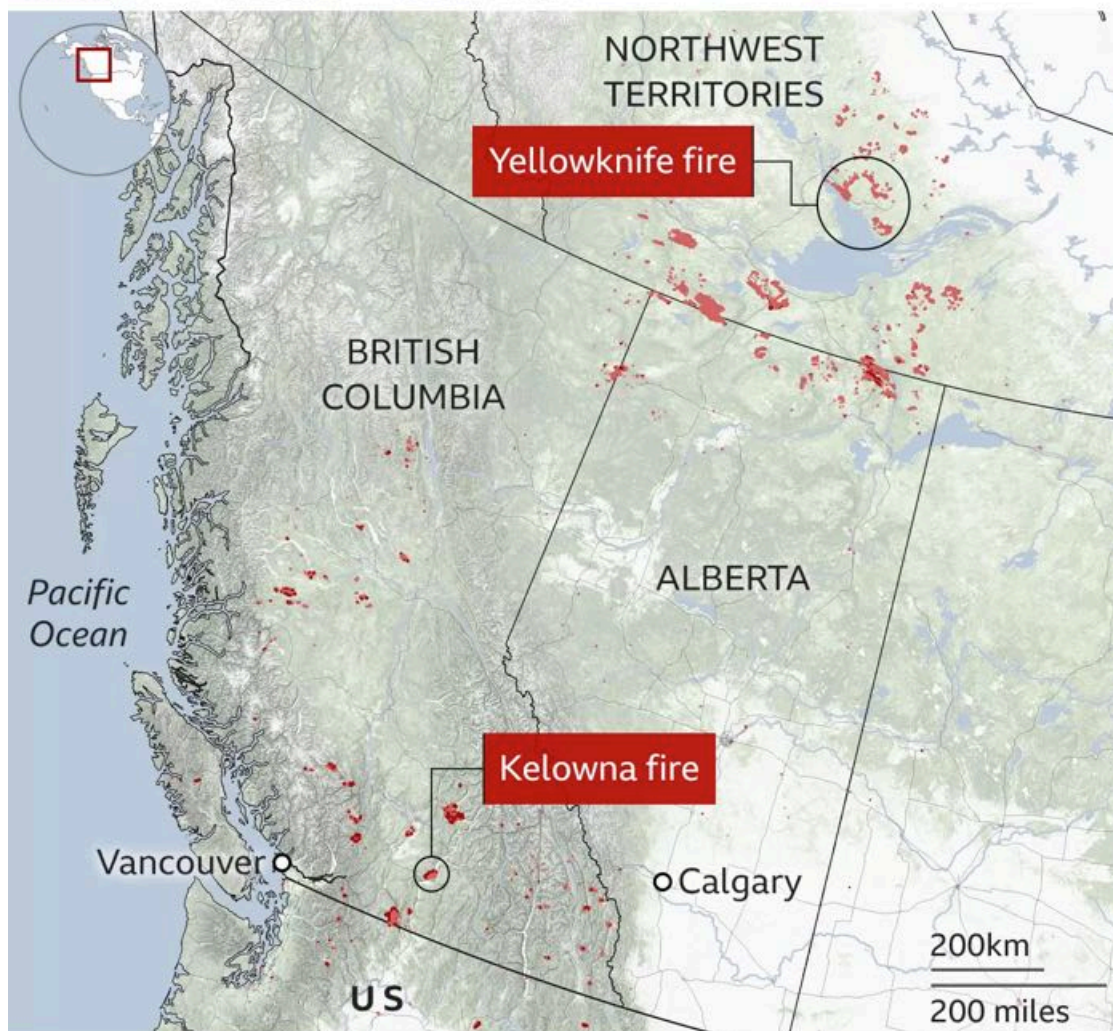 NORTHWEST
TERRITORIES
Yellowknife fire
BRITISH
COLUMBIA
ALBERTA
Pacific
Ocean
Kelowna fire
Vancouver
Calgary
200km
200 miles
US